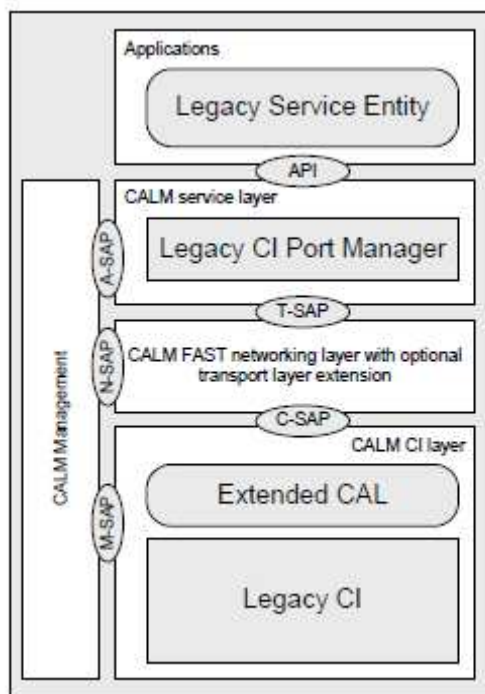 Applications
Legacy Service Entity
API
CALM service layer
Legacy CI Port Manager
A-SAP
T-SAP
CALM FAST networking layer with optional
transport layer extension
N-SAP
C-SAP
CALM CI layer
Extended CAL
M-SAP
Legacy CI
CALM Management